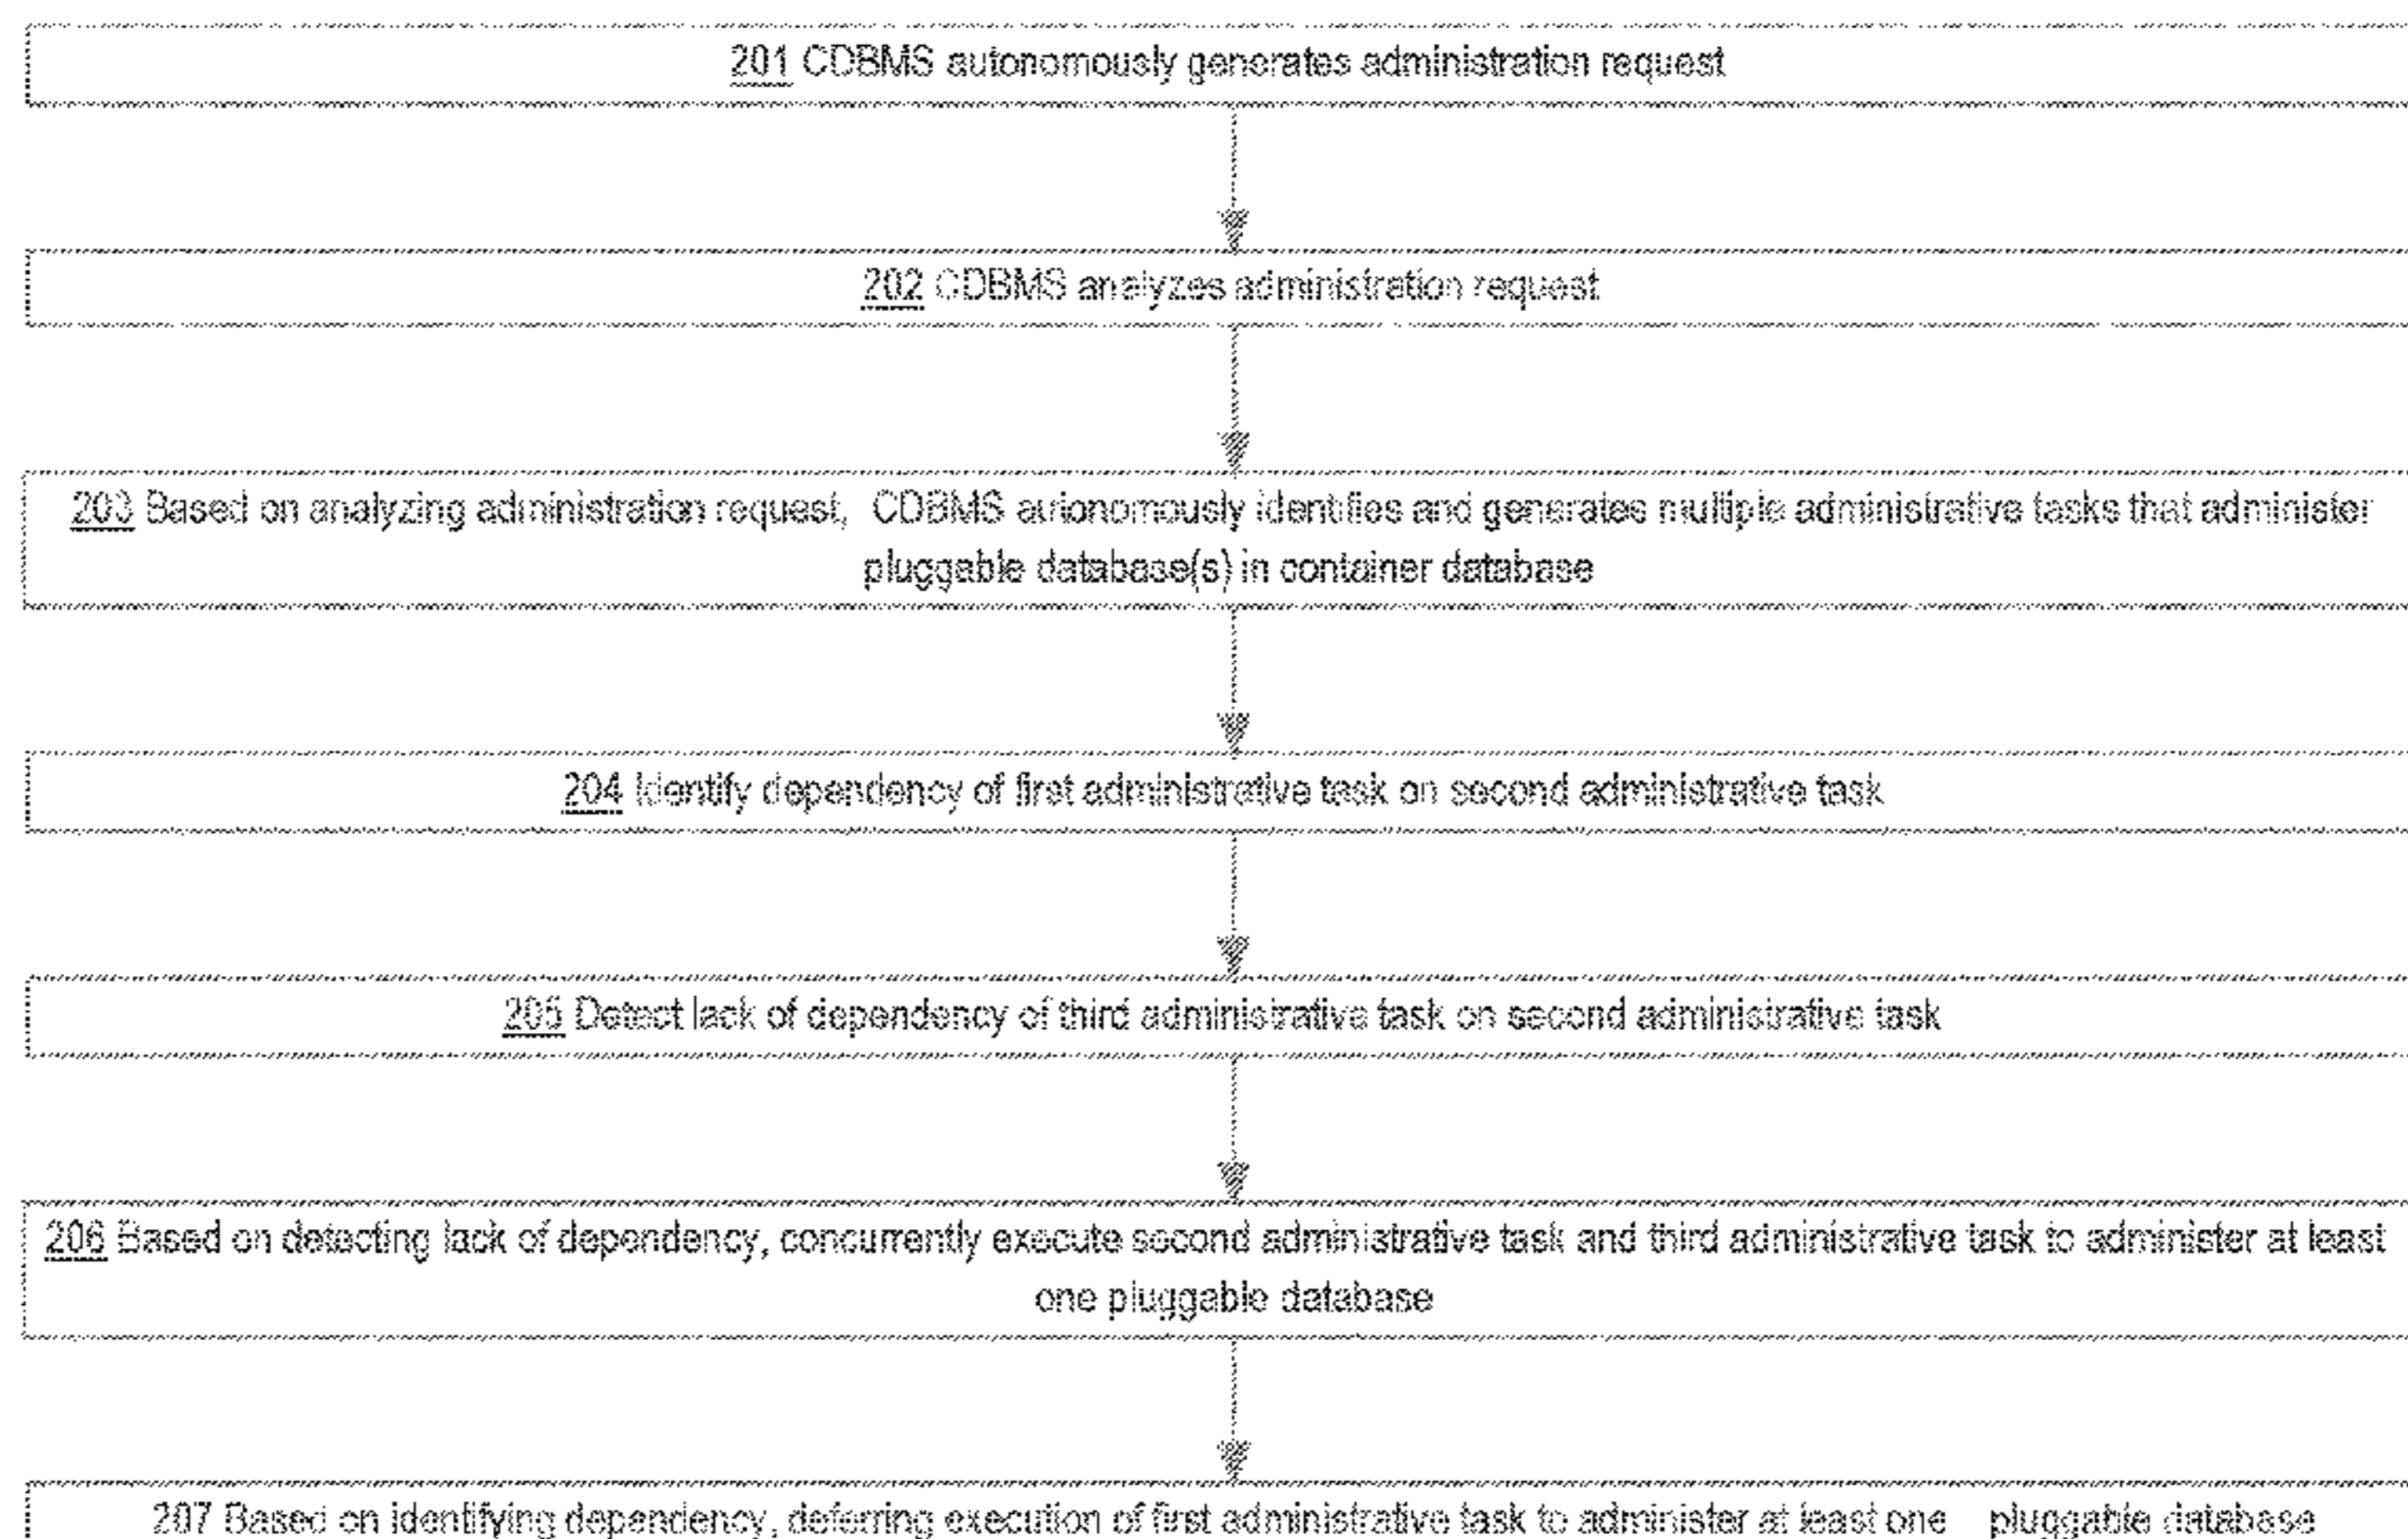 201 CDBMS autonomously generates administration request
202 CDBMS analyzes administration request
203 Based on analyzing administration request, CDBMS autonomously identifies and generates multiple administrative tasks that administer
pluggable database(s) in container database
204 Identify dependency of first administrative task on second administrative task
205 Detect lack of dependency of third administrative task on second administrative task
206 Based on detecting lack of dependency, concurrently execute second administrative task and third administrative task to administer at least
one pluggable database
207 Based on identifying dependency, deferring execution of first administrative task to administer at least one pluggable database